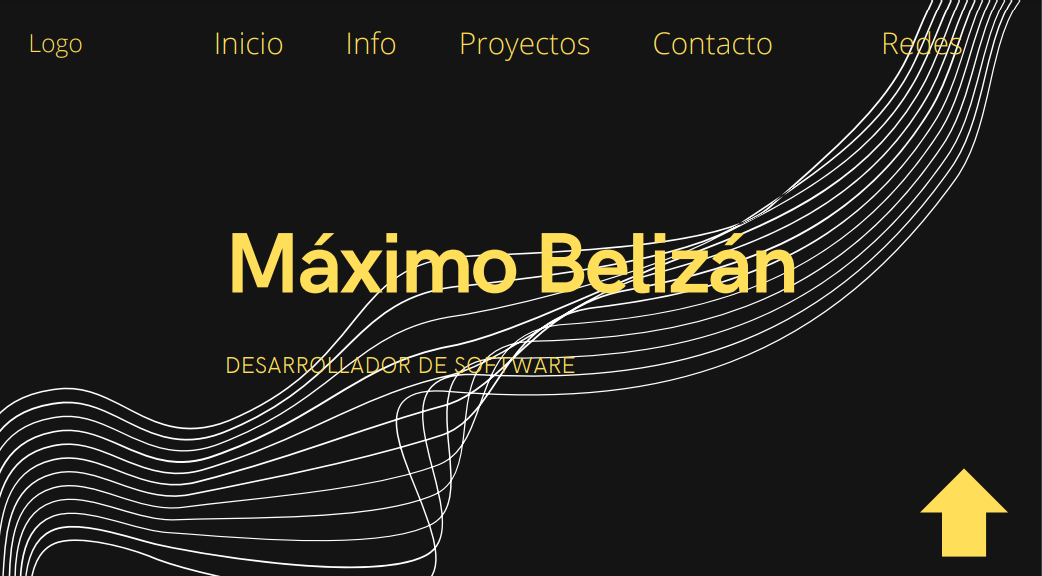 Logo Inicio Info Proyectos Contacto Redes
Máximo Belizán
DESARROLLADOR DE SOFTWARE